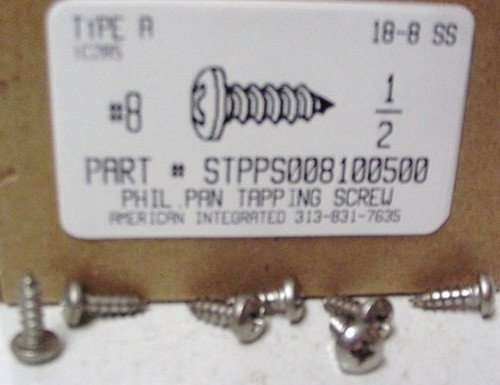 TYPE A
18-8 SS
#8
1/2
PART # STPPS008100500
PHIL PAN TAPPING SCREW
AMERICAN INTEGRATED 313-831-7635